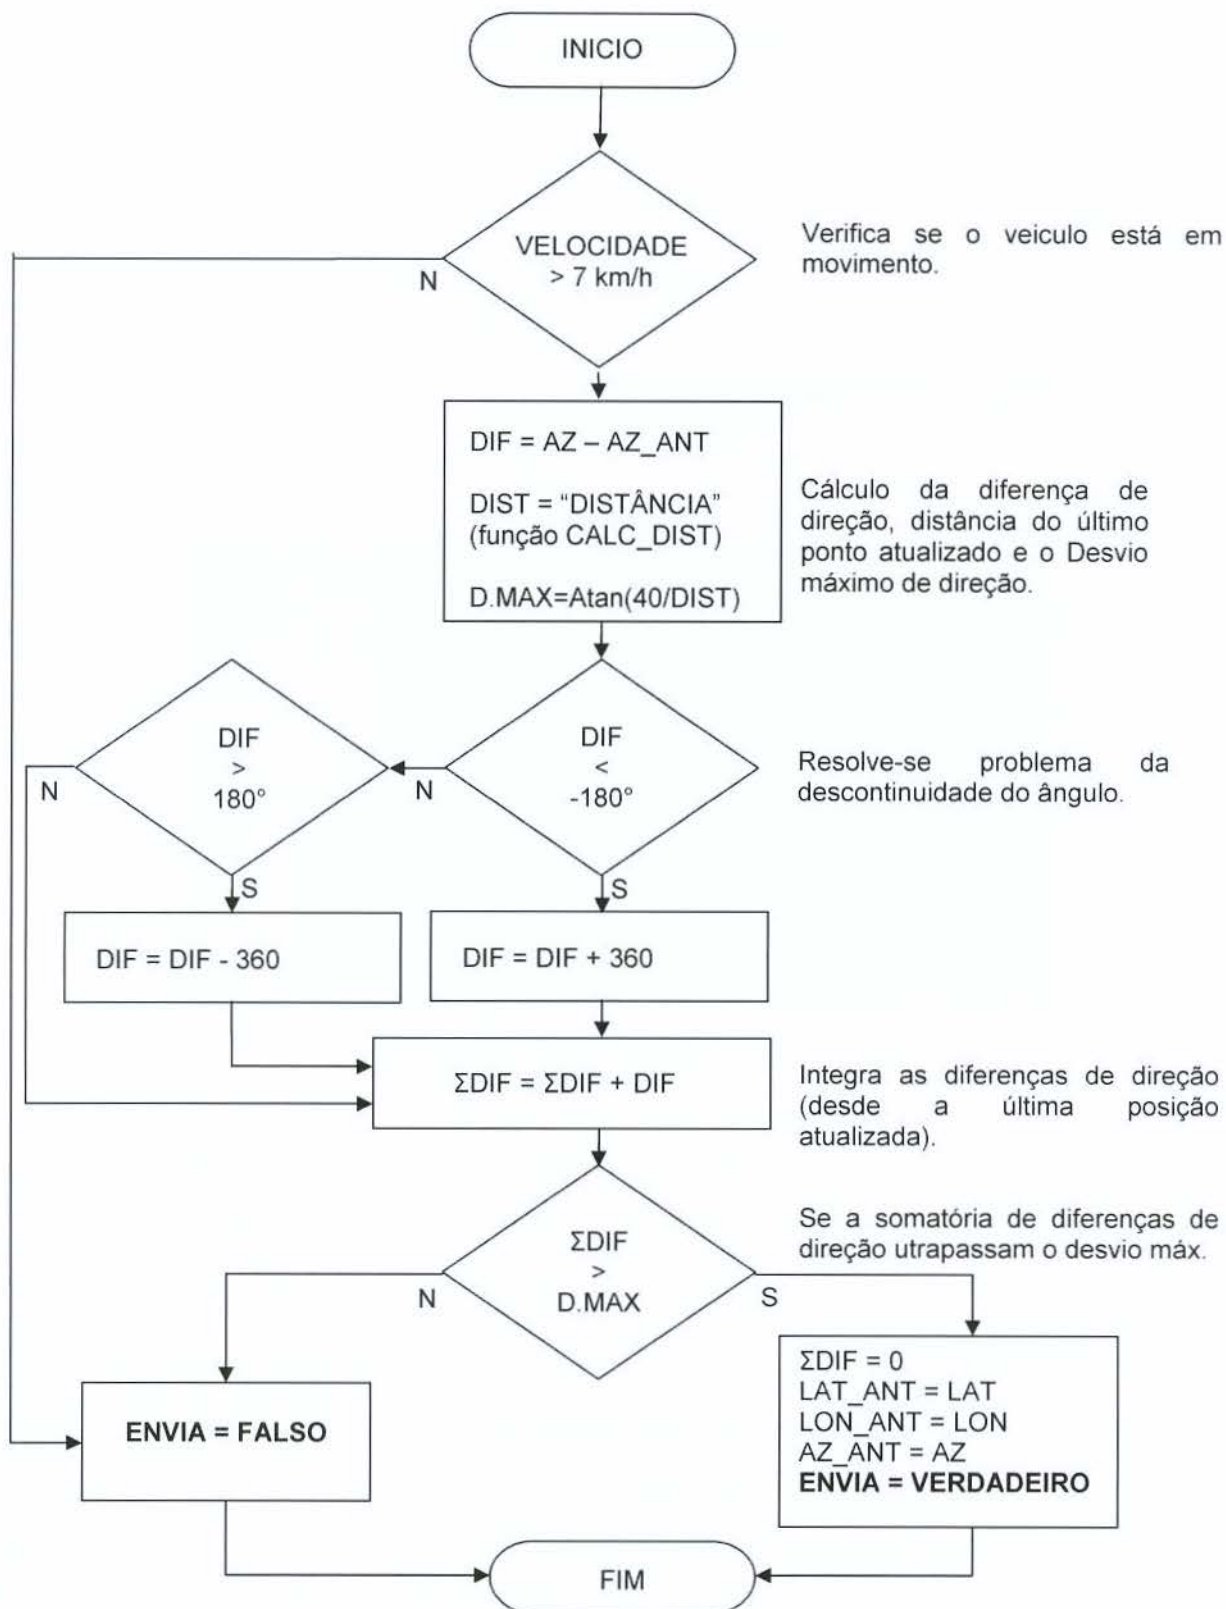 INICIO
VELOCIDADE
> 7 km/h
N
Verifica se o veiculo está em
movimento.
DIF = AZ – AZ_ANT
DIST = “DISTÂNCIA”
(função CALC_DIST)
D.MAX=Atan(40/DIST)
Cálculo da diferença de
direção, distância do último
ponto atualizado e o Desvio
máximo de direção.
DIF
>
180°
N
S
DIF
<
-180°
N
S
Resolve-se problema da
descontinuidade do ângulo.
DIF = DIF - 360
DIF = DIF + 360
ΣDIF = ΣDIF + DIF
Integra as diferenças de direção
(desde a última posição
atualizada).
ΣDIF
>
D.MAX
N
S
Se a somatória de diferenças de
direção utrapassam o desvio máx.
ENVIA = FALSO
ΣDIF = 0
LAT_ANT = LAT
LON_ANT = LON
AZ_ANT = AZ
ENVIA = VERDADEIRO
FIM